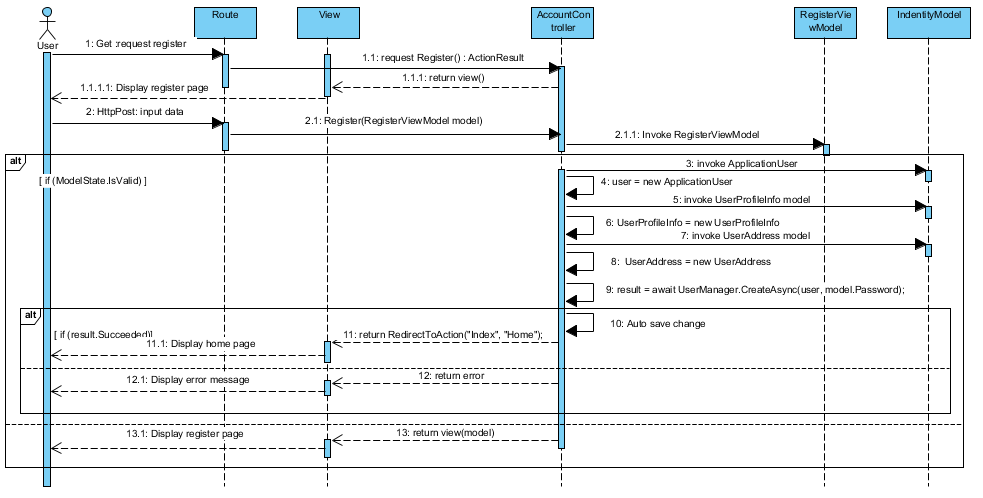 Route
View
AccountCon
troller
RegisterVie
wModel
IndentityModel
User
1: Get :request register
1.1: request Register() : ActionResult
1.1.1: return view()
1.1.1.1: Display register page
2: HttpPost: input data
2.1: Register(RegisterViewModel model)
2.1.1: Invoke RegisterViewModel
alt
3: invoke ApplicationUser
[ if (ModelState.IsValid) ]
4: user = new ApplicationUser
5: invoke UserProfileInfo model
6: UserProfileInfo = new UserProfileInfo
7: invoke UserAddress model
8: UserAddress = new UserAddress
9: result = await UserManager.CreateAsync(user, model.Password);
alt
10: Auto save change
[ if (result.Succeeded)]
11: return RedirectToAction("Index", "Home");
11.1: Display home page
12: return error
12.1: Display error message
13: return view(model)
13.1: Display register page